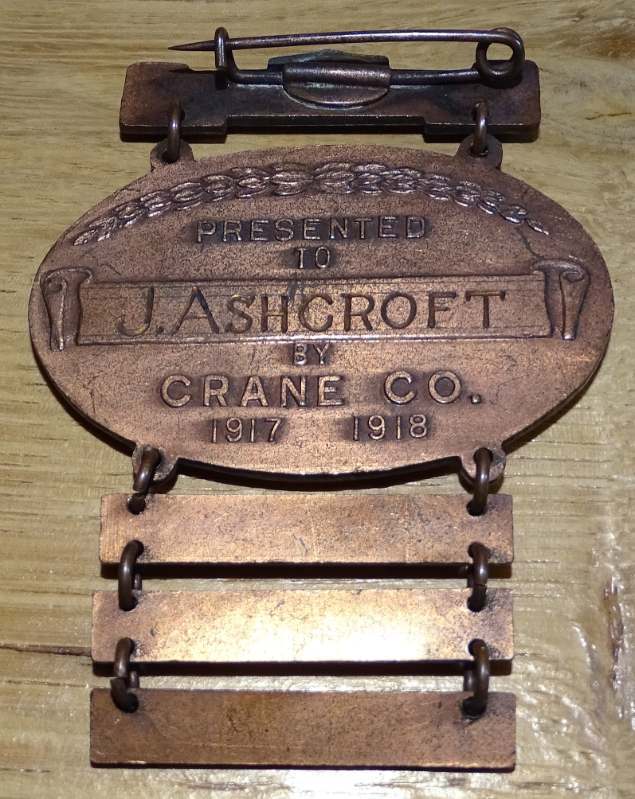 PRESENTED
TO
J. ASHCROFT
BY
CRANE CO.
1917 1918